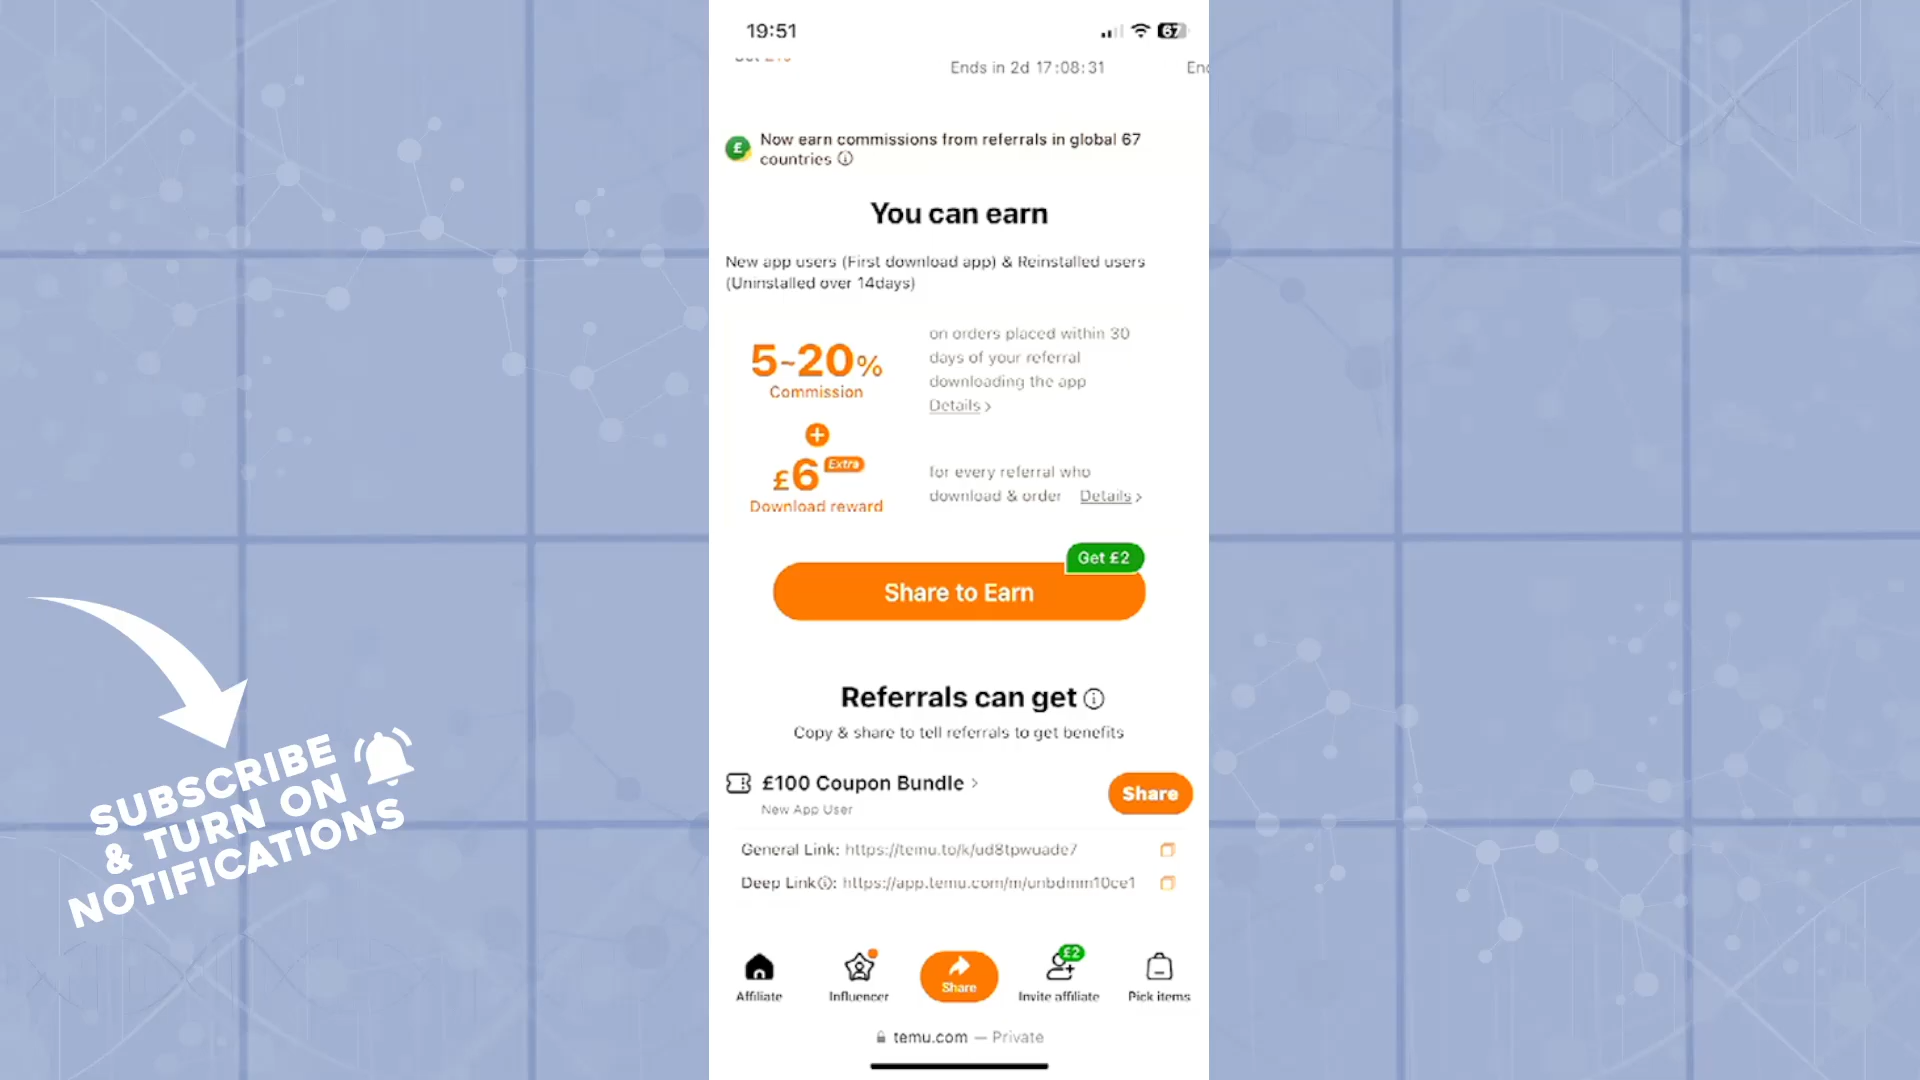 19:51
67
Ends in 2d 17:08:31
Now earn commissions from referrals in global 67
countries
You can earn
New app users (First download app) & Reinstalled users
(Uninstalled over 14days)
5~20%
Commission
on orders placed within 30
days of your referral
downloading the app
Details >
£6 Extra
Download reward
for every referral who
download & order Details >
Get £2
Share to Earn
Referrals can get
Copy & share to tell referrals to get benefits
£100 Coupon Bundle >
New App User
Share
General Link: https://temu.to/k/ud8tpwuade7
Deep Link: https://app.temu.com/m/unbdmm10ce1
£2
Affiliate
Influencer
Share
Invite affiliate
Pick items
temu.com — Private
SUBSCRIBE
& TURN ON
NOTIFICATIONS